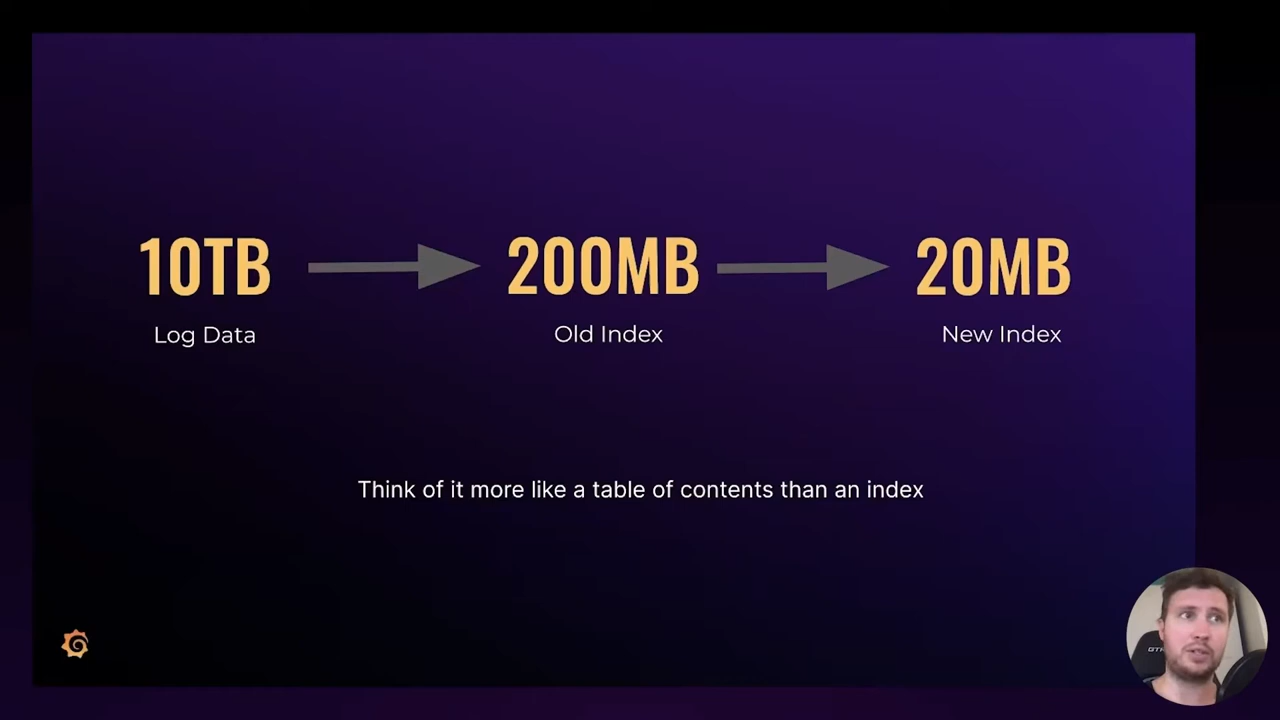 10TB
200MB
20MB
Log Data
Old Index
New Index
Think of it more like a table of contents than an index